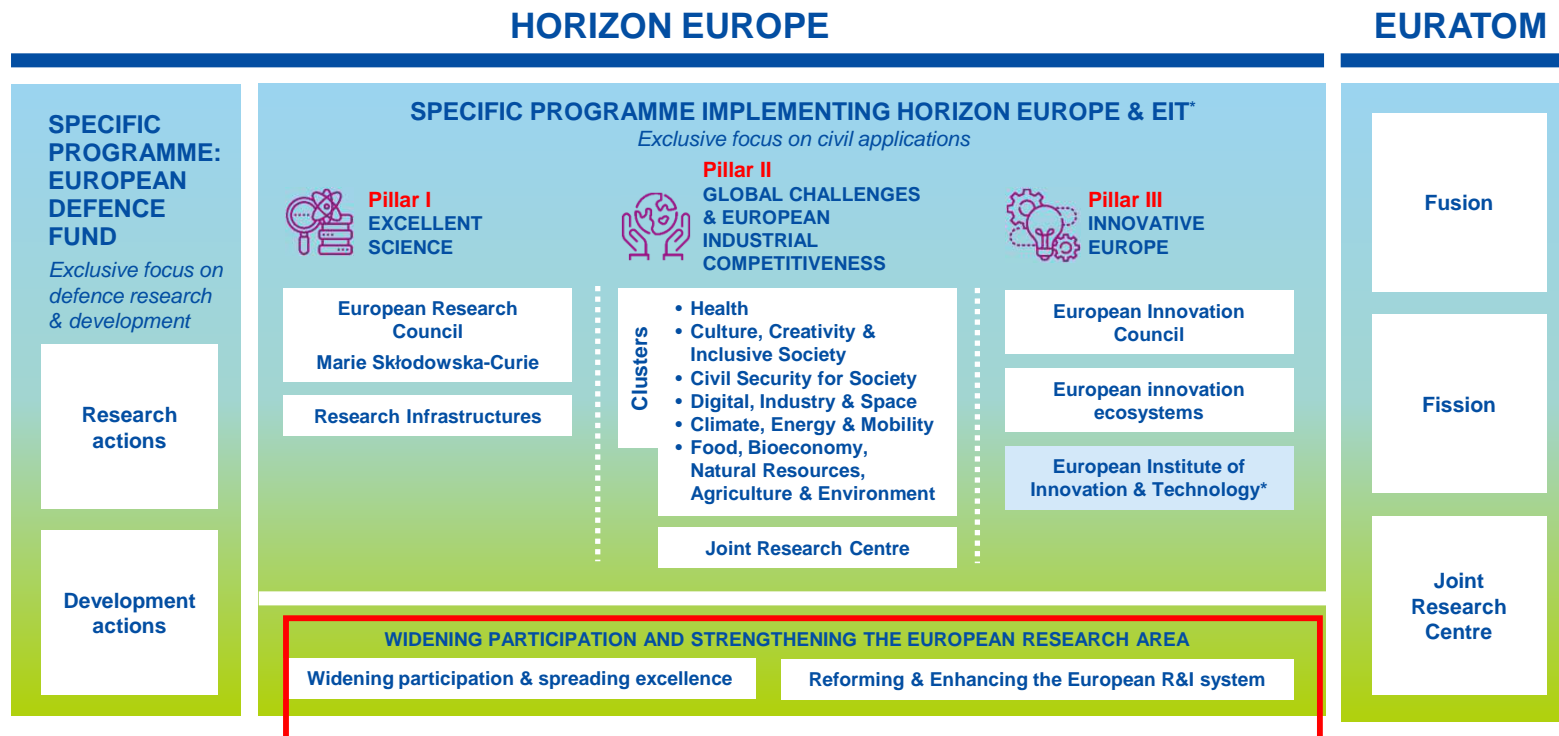 HORIZON EUROPE
EURATOM
SPECIFIC
PROGRAMME:
EUROPEAN
DEFENCE
FUND
Exclusive focus on
defence research
& development
Research
actions
Development
actions
SPECIFIC PROGRAMME IMPLEMENTING HORIZON EUROPE & EIT*
Exclusive focus on civil applications
Pillar I
EXCELLENT
SCIENCE
European Research
Council
Marie Skłodowska-Curie
Research Infrastructures
Pillar II
GLOBAL CHALLENGES
& EUROPEAN
INDUSTRIAL
COMPETITIVENESS
Clusters
• Health
• Culture, Creativity &
Inclusive Society
• Civil Security for Society
• Digital, Industry & Space
• Climate, Energy & Mobility
• Food, Bioeconomy,
Natural Resources,
Agriculture & Environment
Joint Research Centre
Pillar III
INNOVATIVE
EUROPE
European Innovation
Council
European innovation
ecosystems
European Institute of
Innovation & Technology*
WIDENING PARTICIPATION AND STRENGTHENING THE EUROPEAN RESEARCH AREA
Widening participation & spreading excellence
Reforming & Enhancing the European R&I system
Fusion
Fission
Joint
Research
Centre